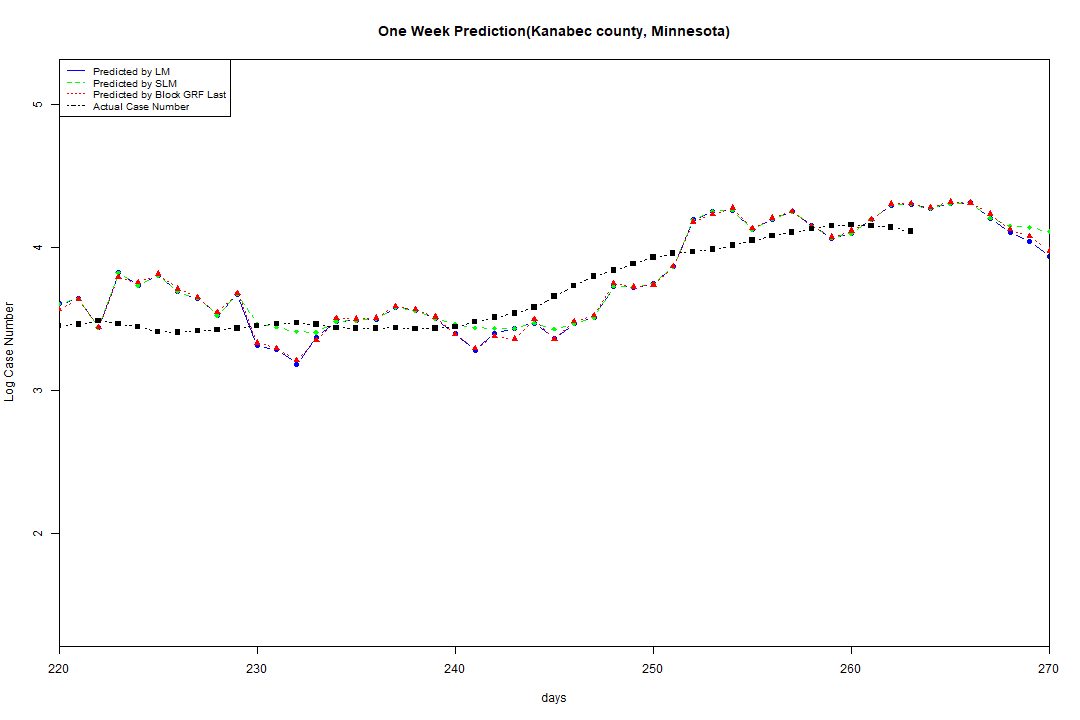 One Week Prediction(Kanabec county, Minnesota)
Predicted by LM
Predicted by SLM
Predicted by Block GRF Last
Actual Case Number
5
4
3
2
Log Case Number
220 230 240 250 260 270
days